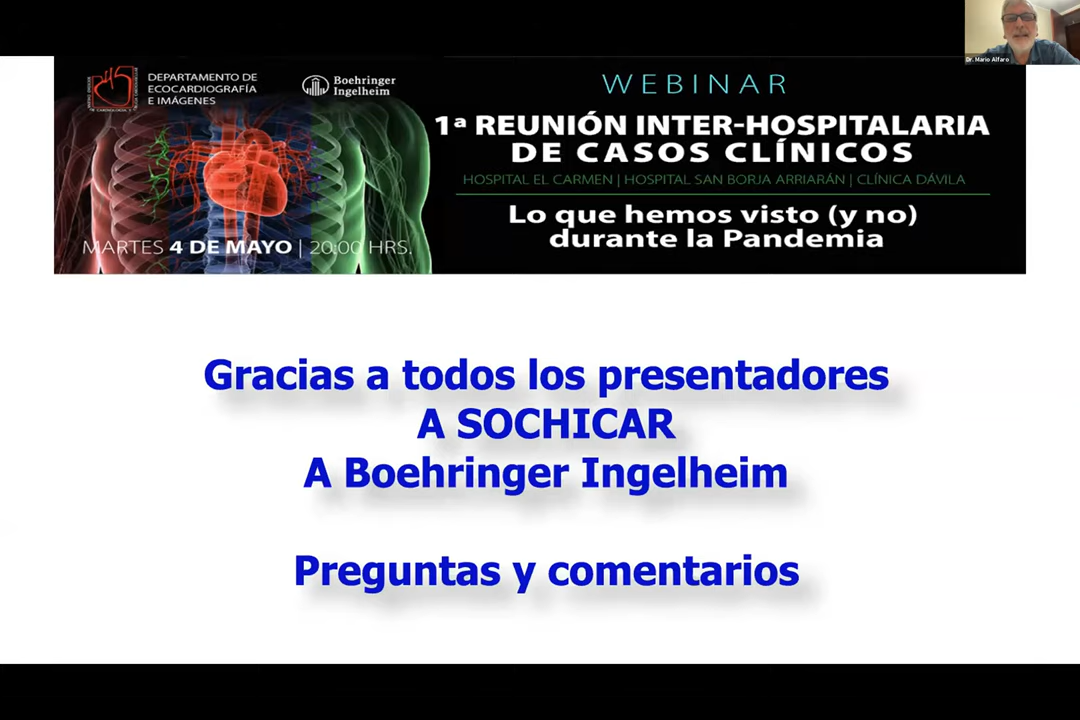 Dr. Mario Alfaro
DEPARTAMENTO DE
ECOCARDIOGRAFÍA
E IMÁGENES
Boehringer
Ingelheim
WEBINAR
1ª REUNIÓN INTER-HOSPITALARIA
DE CASOS CLÍNICOS
HOSPITAL EL CARMEN | HOSPITAL SAN BORJA ARRIARÁN | CLÍNICA DÁVILA
Lo que hemos visto (y no)
durante la Pandemia
MARTES 4 DE MAYO | 20:00 HRS.
Gracias a todos los presentadores
A SOCHICAR
A Boehringer Ingelheim
Preguntas y comentarios